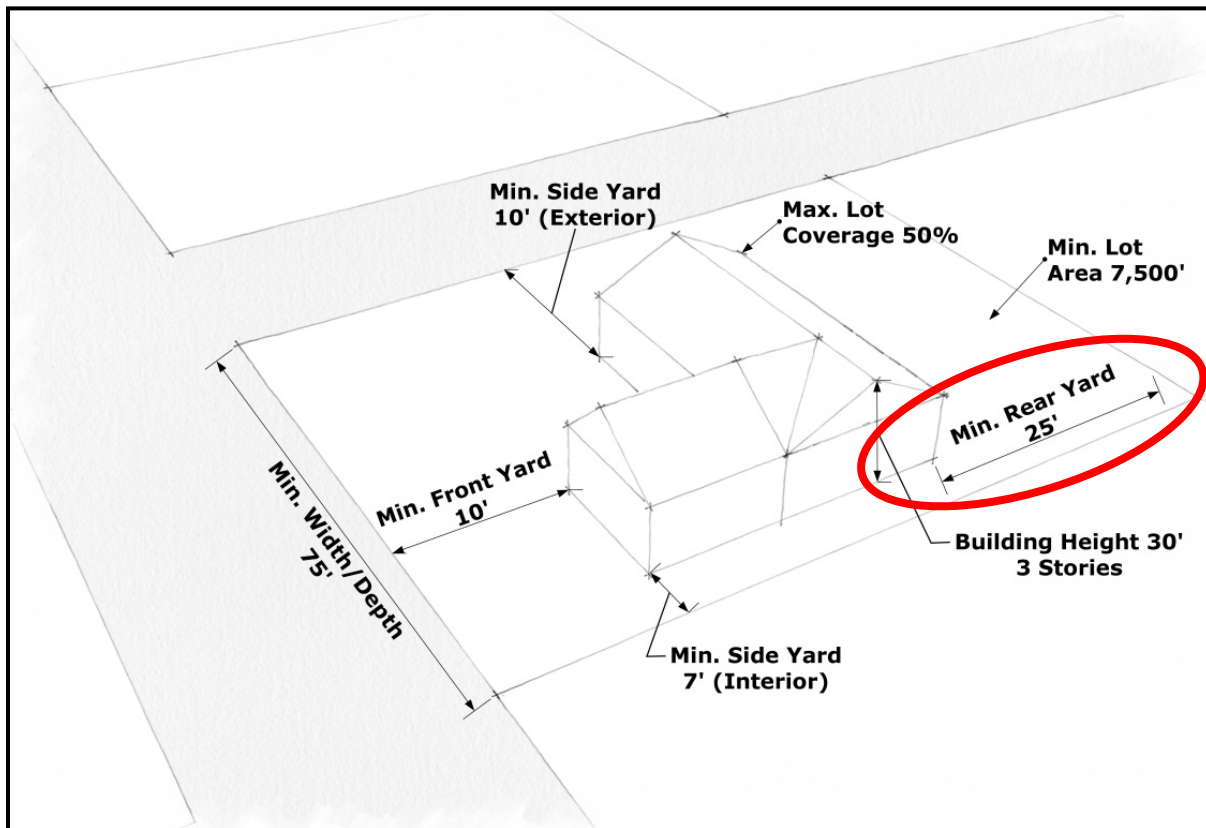 Min. Side Yard
10' (Exterior)
Max. Lot
Coverage 50%
Min. Lot
Area 7,500'
Min. Rear Yard
25'
Min. Front Yard
10'
Min. Width/Depth
75'
Building Height 30'
3 Stories
Min. Side Yard
7' (Interior)